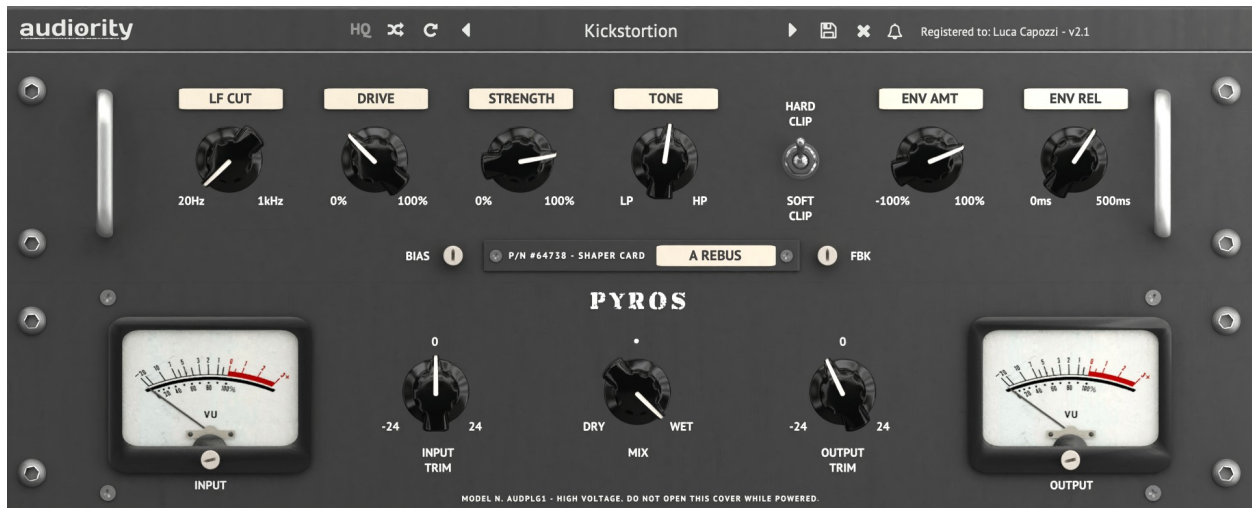 audiority
HQ
Kickstortion
Registered to: Luca Capozzi - v2.1
LF CUT
DRIVE
STRENGTH
TONE
HARD
CLIP
ENV AMT
ENV REL
20Hz 1kHz
0% 100%
0% 100%
LP HP
SOFT
CLIP
-100% 100%
0ms 500ms
BIAS
P/N #64738 - SHAPER CARD
A REBUS
FBK
PYROS
0
-24 24
INPUT
TRIM
DRY WET
MIX
0
-24 24
OUTPUT
TRIM
VU
INPUT
VU
OUTPUT
MODEL N. AUDPLG1 - HIGH VOLTAGE. DO NOT OPEN THIS COVER WHILE POWERED.